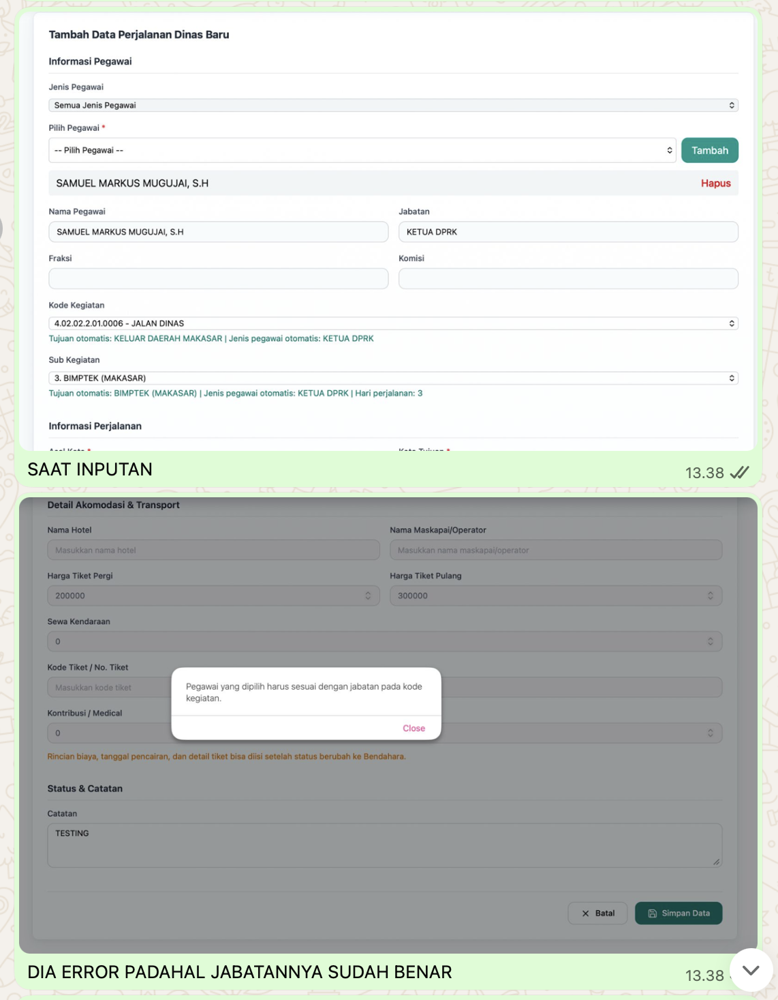 Tambah Data Perjalanan Dinas Baru
Informasi Pegawai
Jenis Pegawai
Semua Jenis Pegawai
Pilih Pegawai *
-- Pilih Pegawai --
Tambah
SAMUEL MARKUS MUGUJAI, S.H
Hapus
Nama Pegawai
Jabatan
SAMUEL MARKUS MUGUJAI, S.H
KETUA DPRK
Fraksi
Komisi
Kode Kegiatan
4.02.02.2.01.0006 - JALAN DINAS
Tujuan otomatis: KELUAR DAERAH MAKASAR | Jenis pegawai otomatis: KETUA DPRK
Sub Kegiatan
3. BIMPTEK (MAKASAR)
Tujuan otomatis: BIMPTEK (MAKASAR) | Jenis pegawai otomatis: KETUA DPRK | Hari perjalanan: 3
Informasi Perjalanan
Asal Kota *
Kota Tujuan *
SAAT INPUTAN
13.38
Detail Akomodasi & Transport
Nama Hotel
Nama Maskapai/Operator
Masukkan nama hotel
Masukkan nama maskapai/operator
Harga Tiket Pergi
Harga Tiket Pulang
200000
300000
Sewa Kendaraan
0
Kode Tiket / No. Tiket
Masukkan kode tiket
Pegawai yang dipilih harus sesuai dengan jabatan pada kode
kegiatan.
Close
Kontribusi / Medical
0
Rincian biaya, tanggal pencairan, dan detail tiket bisa diisi setelah status berubah ke Bendahara.
Status & Catatan
Catatan
TESTING
Batal
Simpan Data
DIA ERROR PADAHAL JABATANNYA SUDAH BENAR
13.38